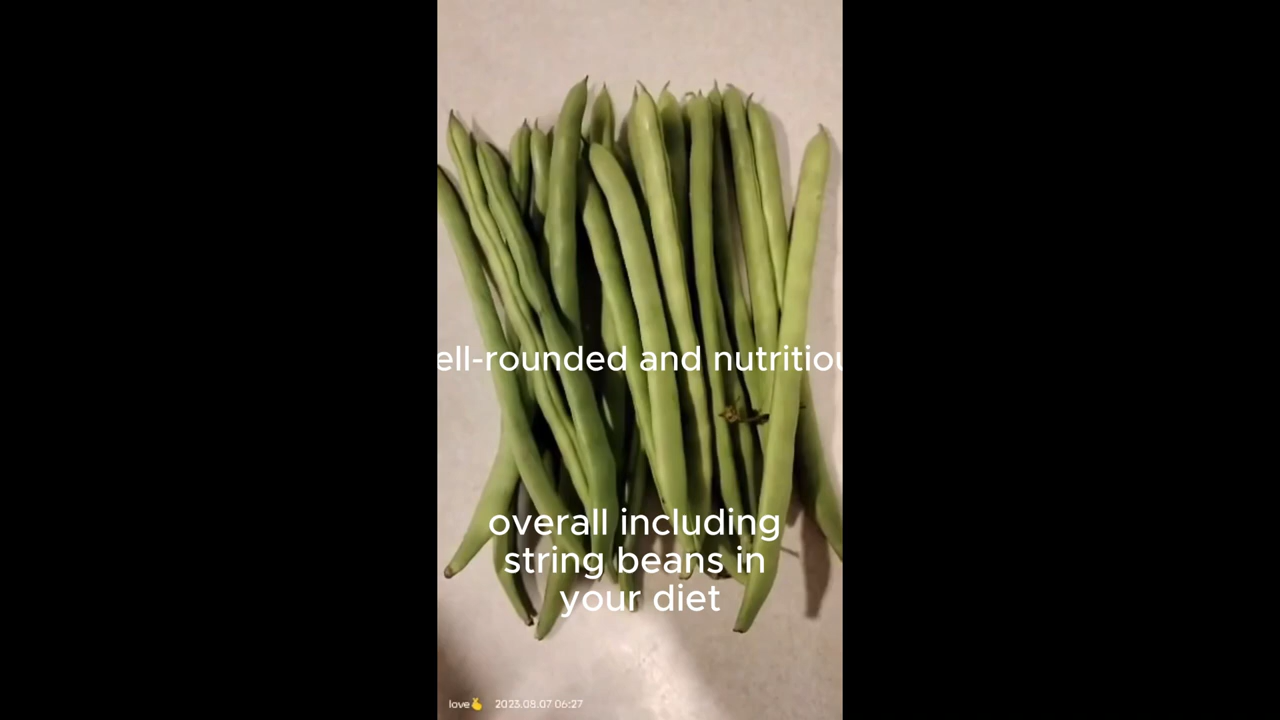 ell-rounded and nutritiou
overall including
string beans in
your diet
love 2023.08.07 06:27